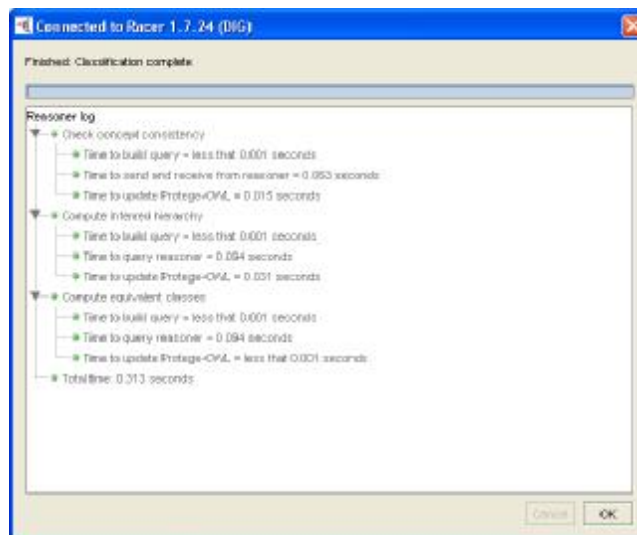 Connected to Racer 1.7.24 (DIG)
Finished: Classification complete
Reasoner log
Check concept consistency
Time to build query = less that 0.001 seconds
Time to send and receive from reasoner = 0.063 seconds
Time to update Protege-OWL = 0.015 seconds
Compute inferred hierarchy
Time to build query = less that 0.001 seconds
Time to query reasoner = 0.094 seconds
Time to update Protege-OWL = 0.031 seconds
Compute equivalent classes
Time to build query = less that 0.001 seconds
Time to query reasoner = 0.094 seconds
Time to update Protege-OWL = less that 0.001 seconds
Total time: 0.313 seconds
Cancel OK